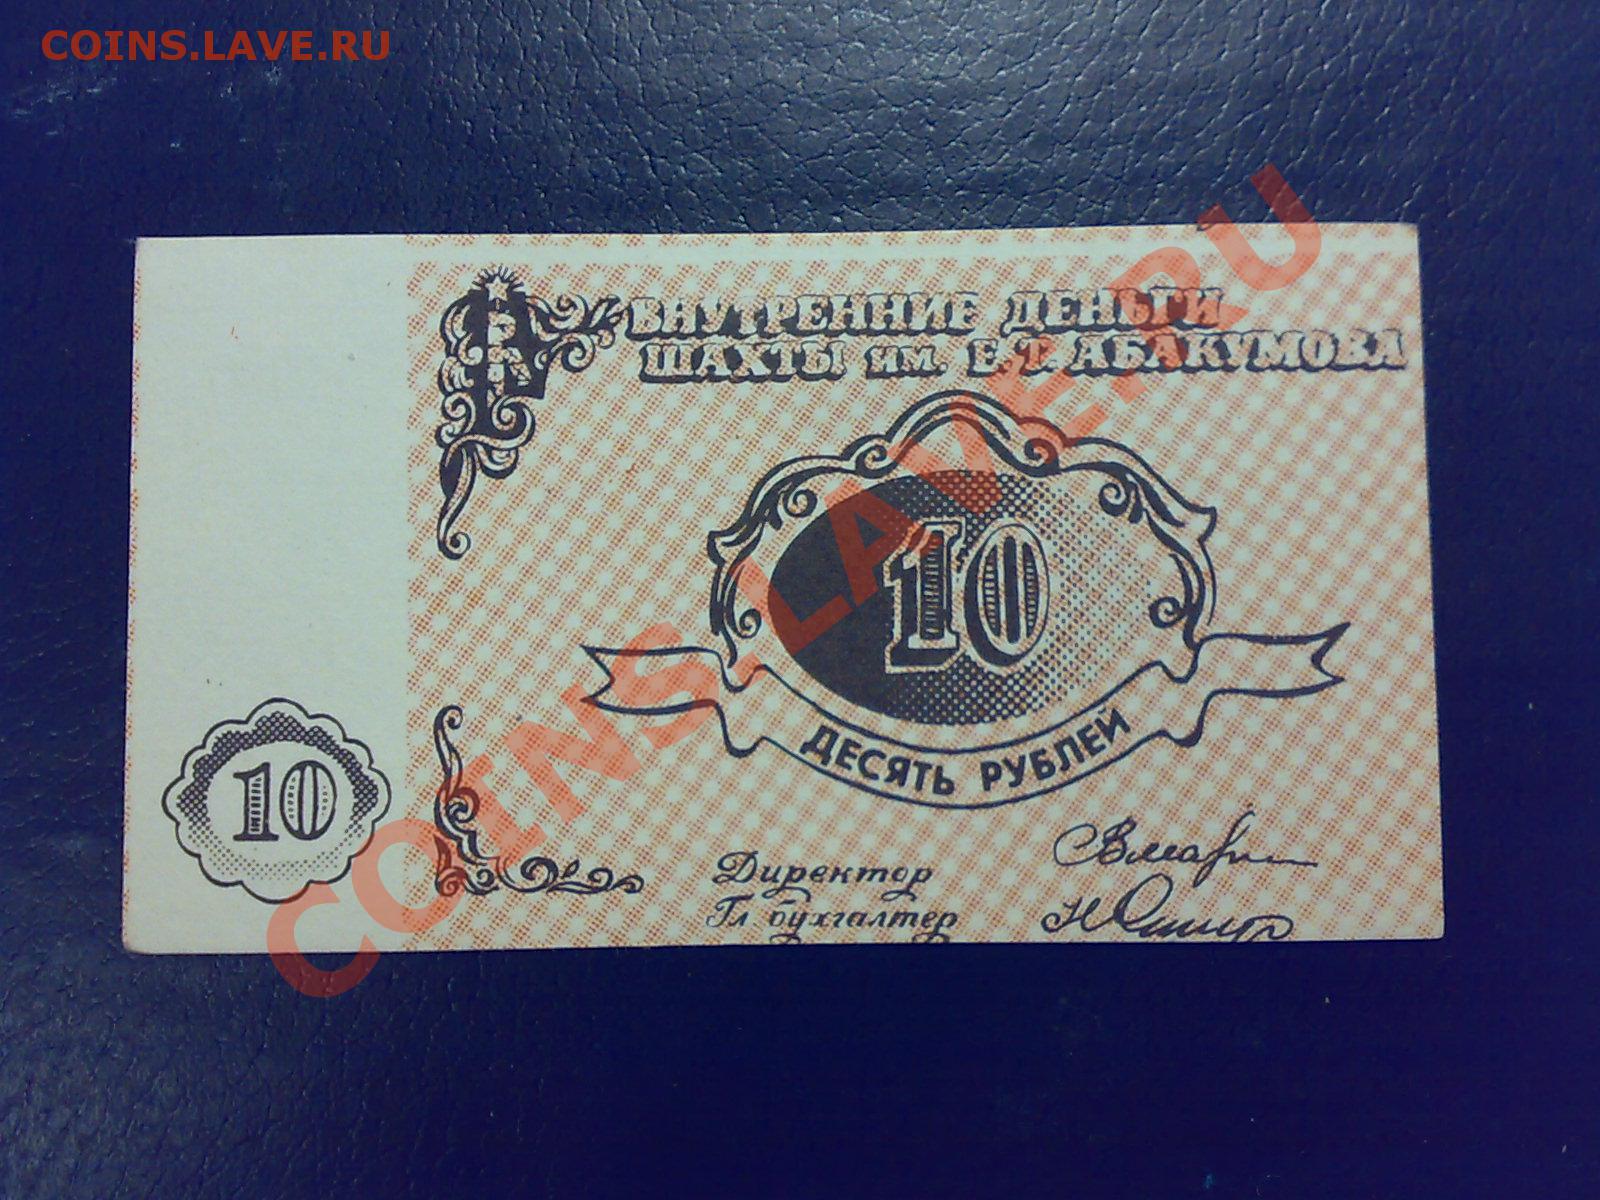 COINS.LAVE.RU
ВНУТРЕННИЕ ДЕНЬГИ
ШАХТЫ ИМ. Е. Т. АБАКУМОВА
10
ДЕСЯТЬ РУБЛЕЙ
10
Директор
Гл бухгалтер
COINS.LAVE.RU